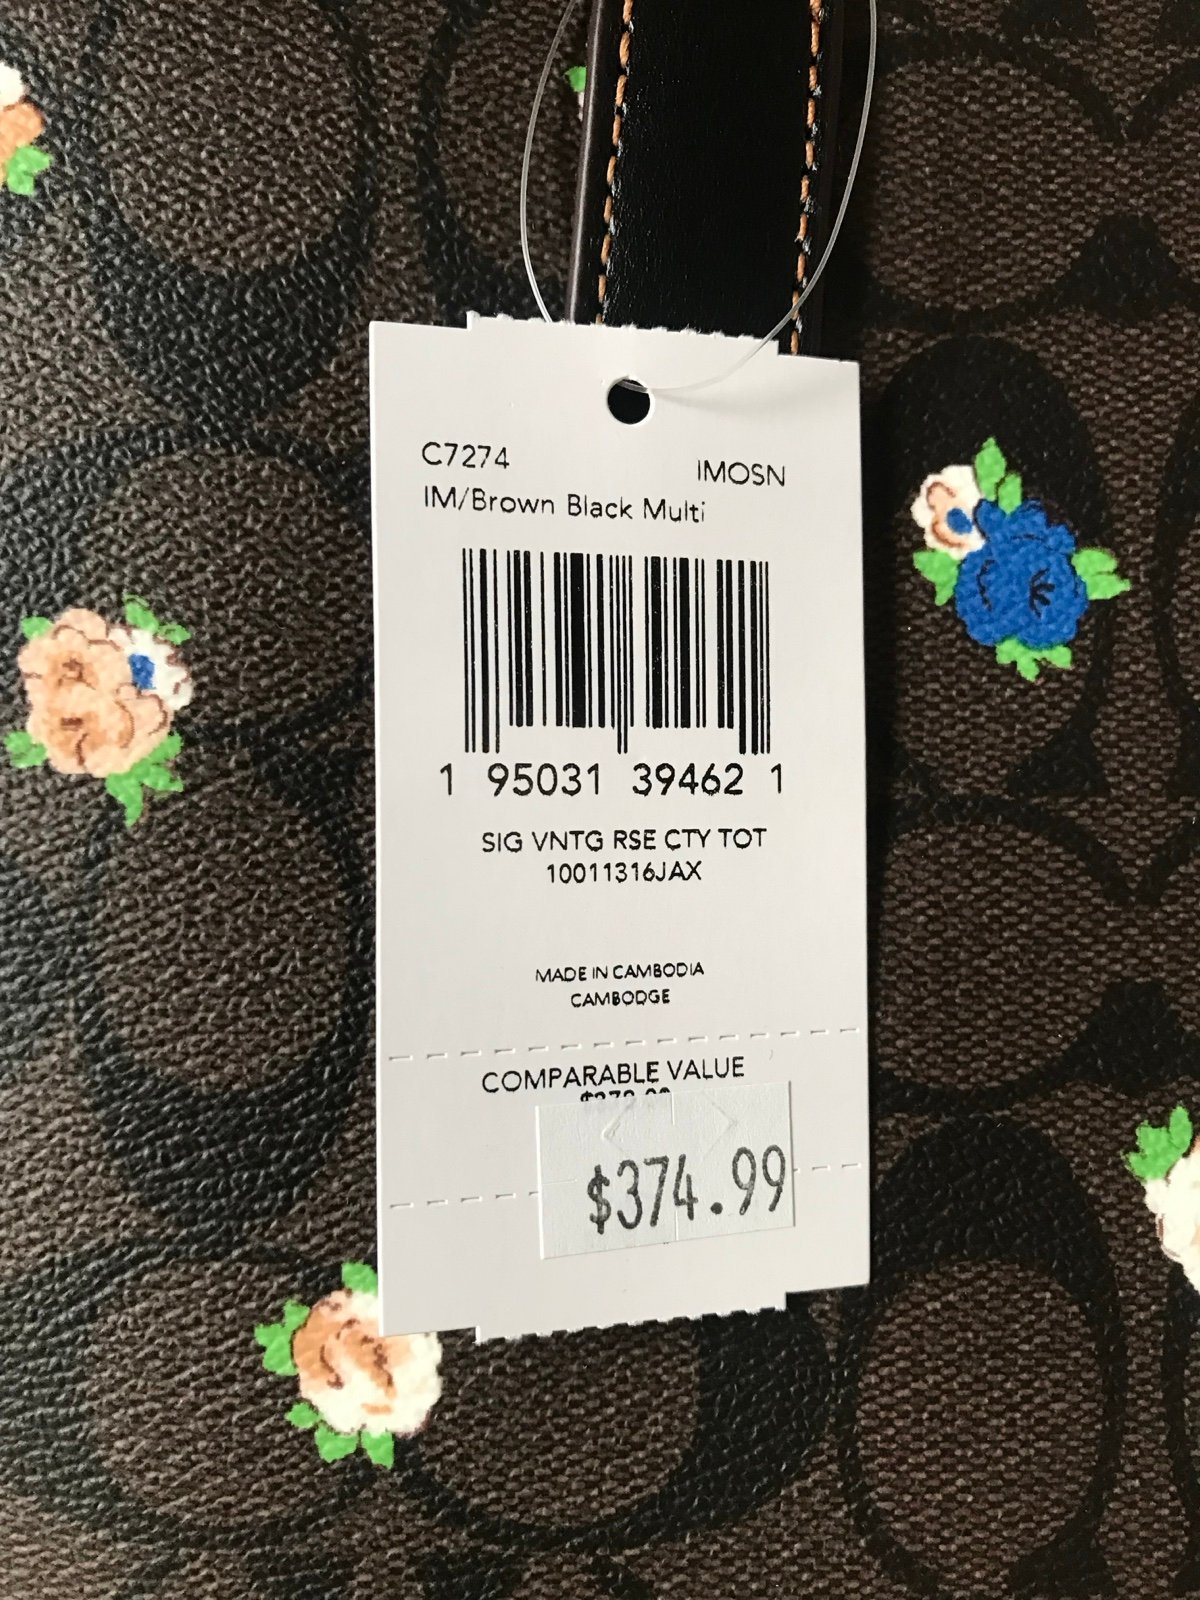 C7274 IMOSN
IM/Brown Black Multi
1 95031 39462 1
SIG VNTG RSE CTY TOT
10011316JAX
MADE IN CAMBODIA
CAMBODGE
COMPARABLE VALUE
$374.99